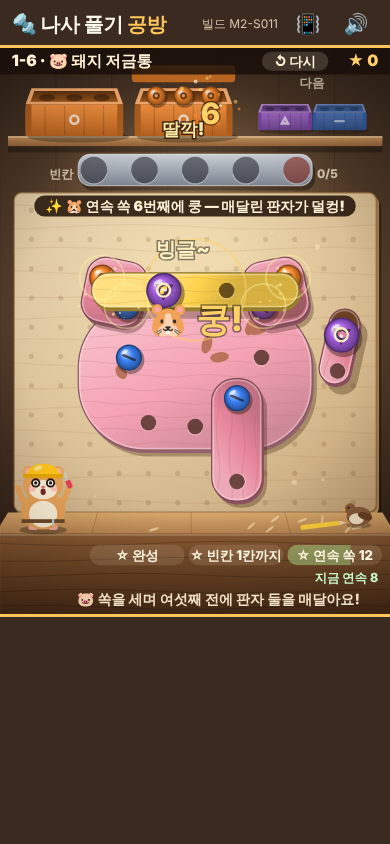 나사 풀기 공방
빌드 M2-S011
1-6 · 돼지 저금통
다시
★ 0
다음
6
딸깍!
빈칸
0/5
연속 쏙 6번째에 쿵 — 매달린 판자가 덜컹!
빙글~
쿵!
☆ 완성
☆ 빈칸 1칸까지
☆ 연속 쏙 12
지금 연속 8
쏙을 세며 여섯째 전에 판자 둘을 매달아요!